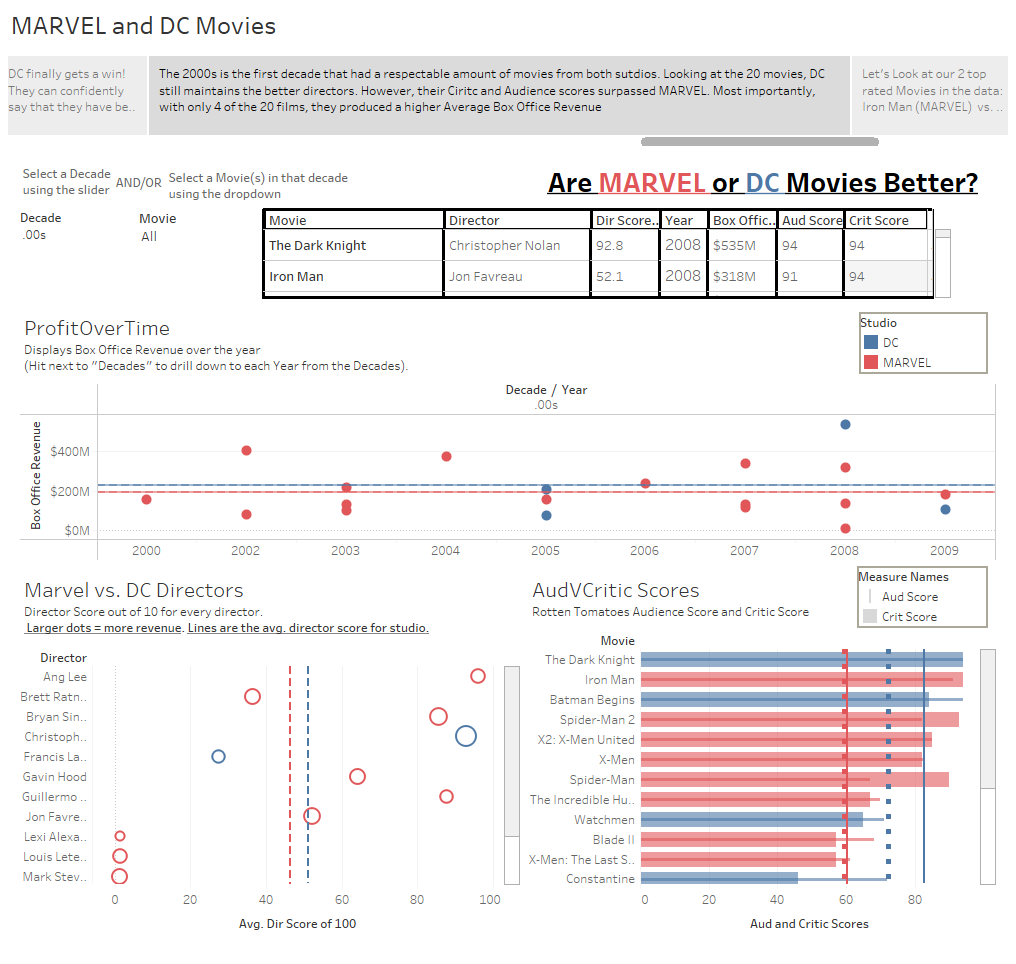 MARVEL and DC Movies
DC finally gets a win!
They can confidently
say that they have be..
The 2000s is the first decade that had a respectable amount of movies from both sutdios. Looking at the 20 movies, DC
still maintains the better directors. However, their Ciritc and Audience scores surpassed MARVEL. Most importantly,
with only 4 of the 20 films, they produced a higher Average Box Office Revenue
Let's Look at our 2 top
rated Movies in the data:
Iron Man (MARVEL) vs. ..
Select a Decade
using the slider
AND/OR
Select a Movie(s) in that decade
using the dropdown
Are MARVEL or DC Movies Better?
Decade
.00s
Movie
All
Movie Director Dir Score.. Year Box Offic.. Aud Score Crit Score
The Dark Knight Christopher Nolan 92.8 2008 $535M 94 94
Iron Man Jon Favreau 52.1 2008 $318M 91 94
ProfitOverTime
Displays Box Office Revenue over the year
(Hit next to "Decades" to drill down to each Year from the Decades).
Studio
DC
MARVEL
Decade / Year
.00s
Box Office Revenue
$400M
$200M
$0M
2000 2002 2003 2004 2005 2006 2007 2008 2009
Marvel vs. DC Directors
Director Score out of 10 for every director.
Larger dots = more revenue. Lines are the avg. director score for studio.
Director
Ang Lee
Brett Ratn..
Bryan Sin..
Christoph..
Francis La..
Gavin Hood
Guillermo ..
Jon Favre..
Lexi Alexa..
Louis Lete..
Mark Stev..
0 20 40 60 80 100
Avg. Dir Score of 100
AudVCritic Scores
Rotten Tomatoes Audience Score and Critic Score
Measure Names
Aud Score
Crit Score
Movie
The Dark Knight
Iron Man
Batman Begins
Spider-Man 2
X2: X-Men United
X-Men
Spider-Man
The Incredible Hu..
Watchmen
Blade II
X-Men: The Last S..
Constantine
0 20 40 60 80
Aud and Critic Scores